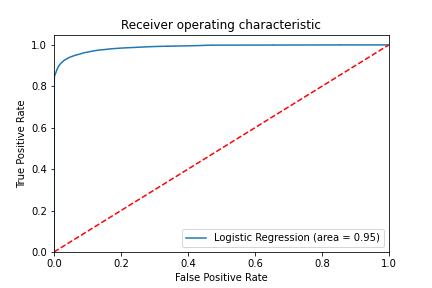 Receiver operating characteristic
1.0
0.8
0.6
0.4
0.2
0.0
True Positive Rate
Logistic Regression (area = 0.95)
0.0 0.2 0.4 0.6 0.8 1.0
False Positive Rate